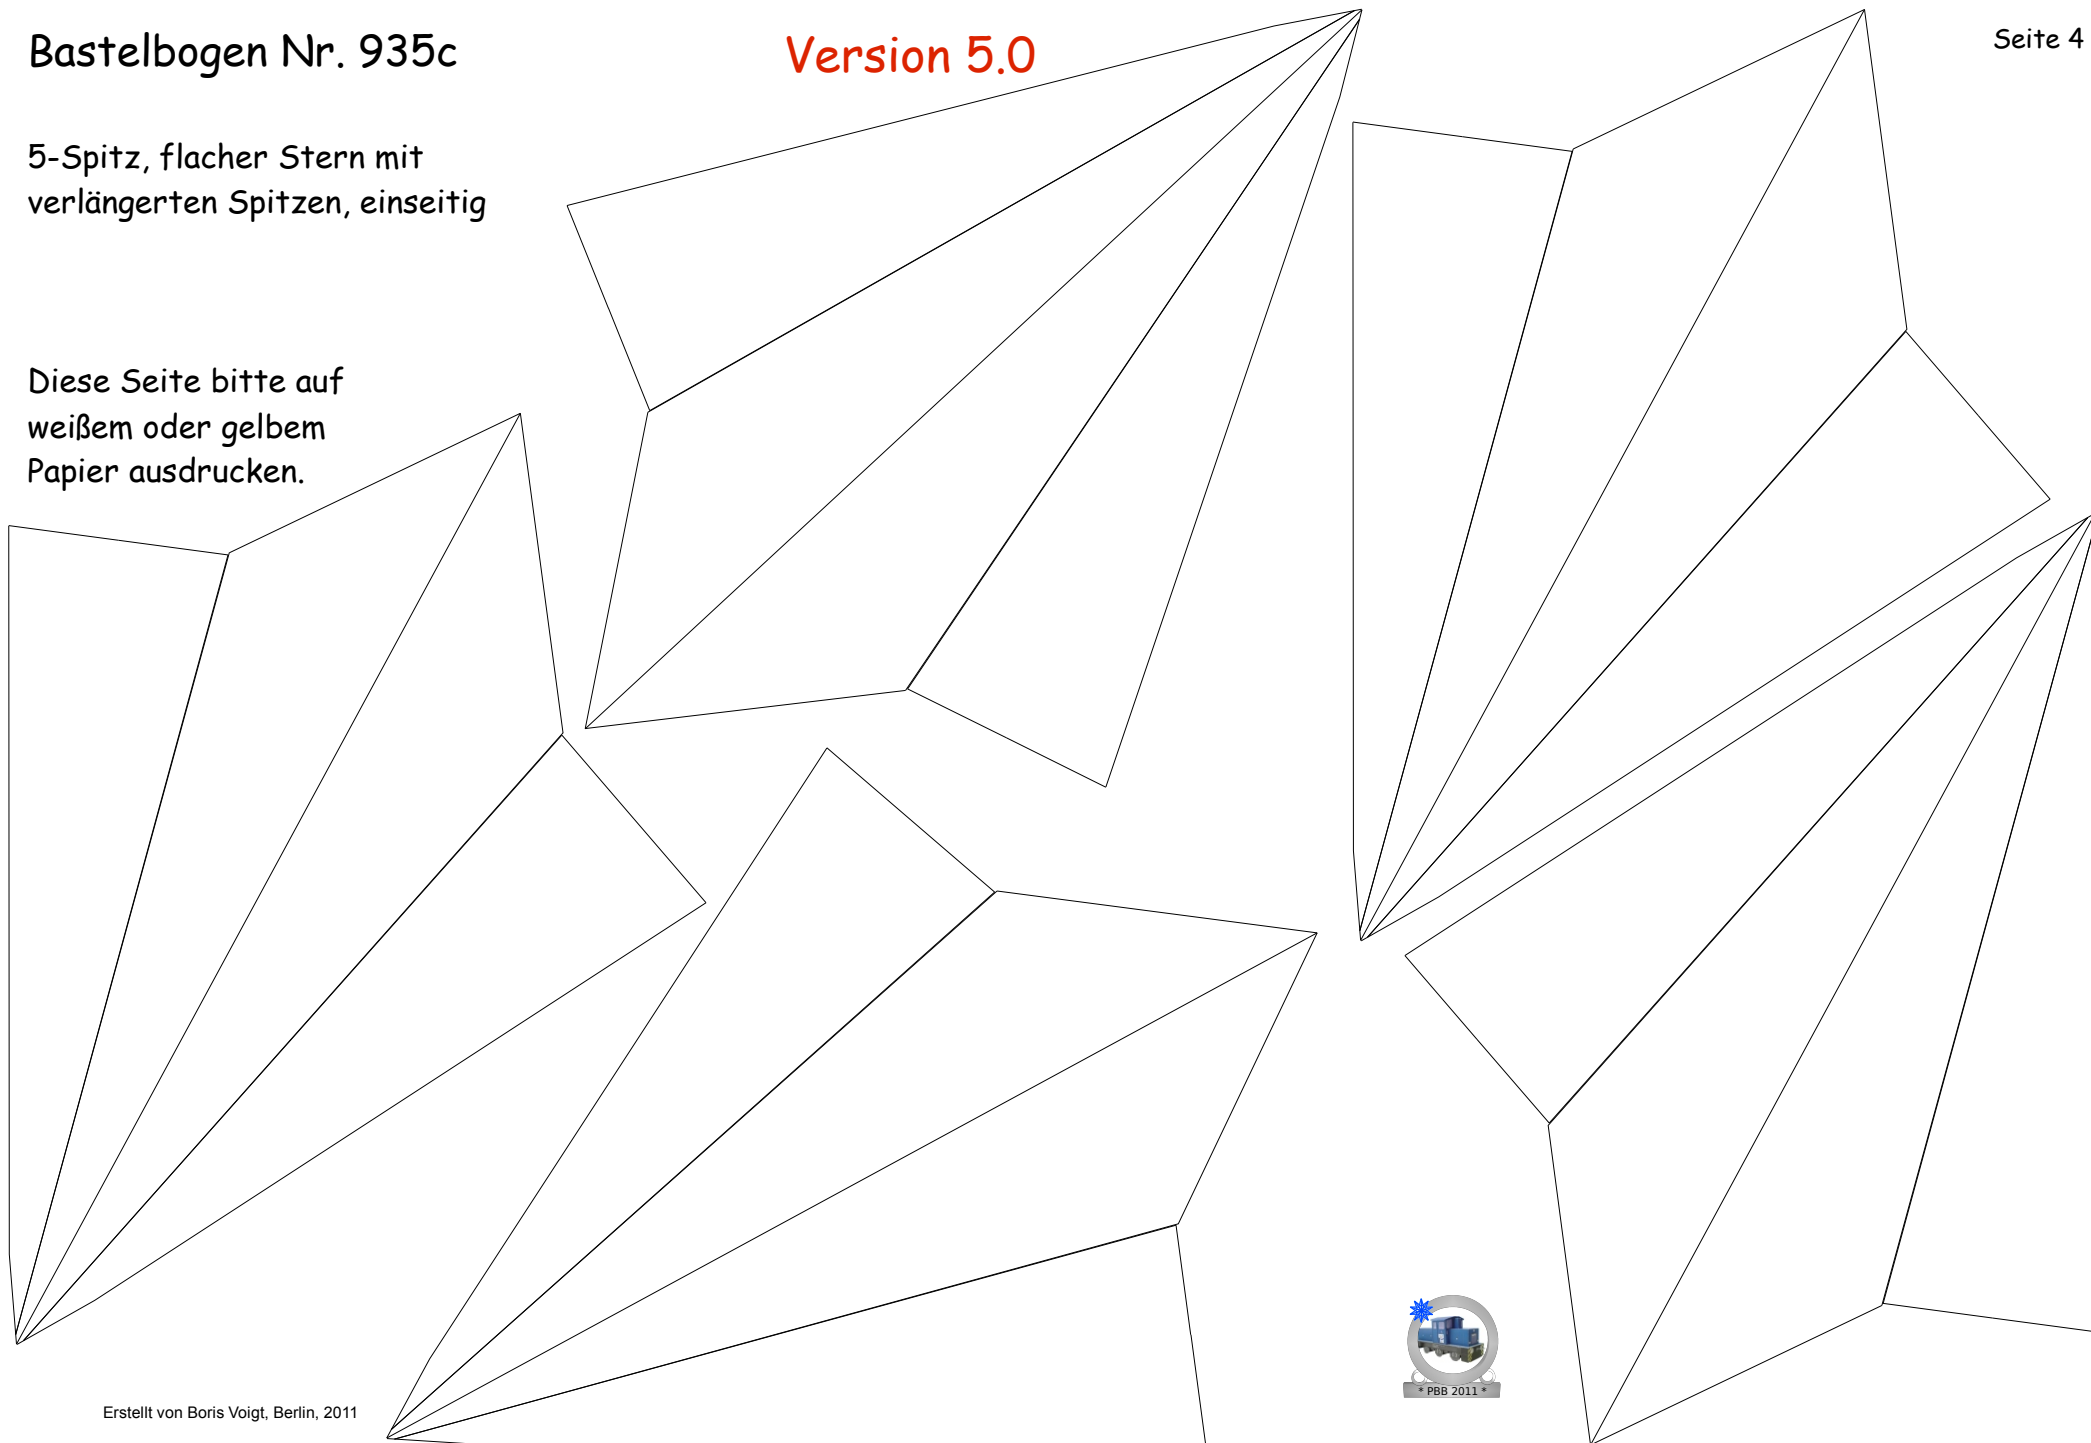 Bastelbogen Nr. 935c
Version 5.0
Seite 4
5-Spitz, flacher Stern mit
verlängerten Spitzen, einseitig
Diese Seite bitte auf
weißem oder gelbem
Papier ausdrucken.
* PBB 2011 *
Erstellt von Boris Voigt, Berlin, 2011